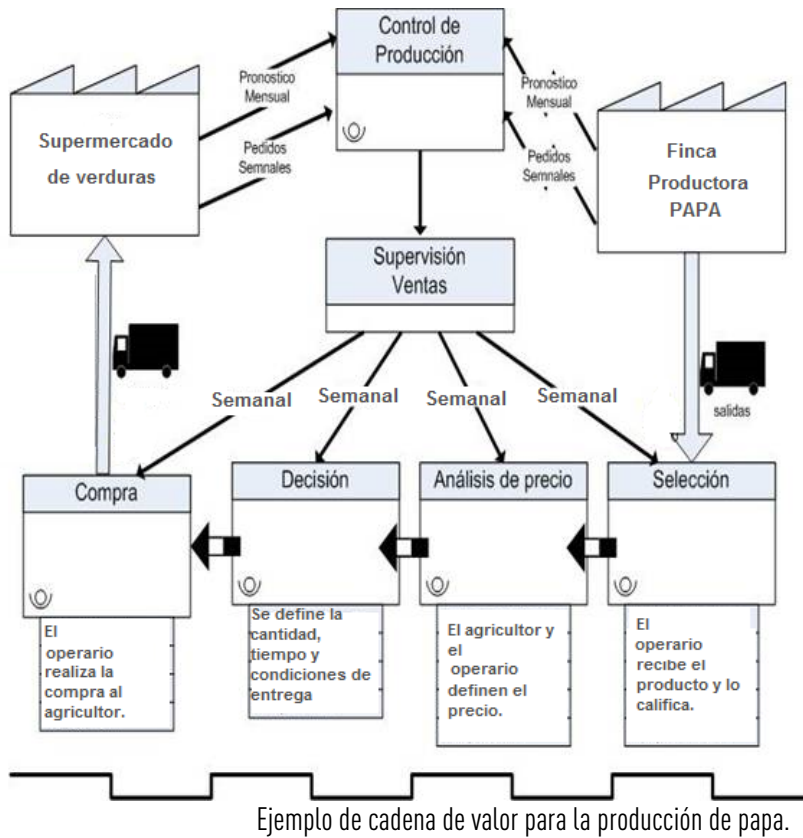 Control de
Producción
Pronostico
Mensual
Pedidos
Semnales
Supermercado
de verduras
Pronostico
Mensual
Pedidos
Semnales
Finca
Productora
PAPA
Supervisión
Ventas
Semanal
Semanal
Semanal
Semanal
salidas
Compra
Decisión
Análisis de precio
Selección
El
operario
realiza la
compra al
agricultor.
Se define la
cantidad,
tiempo y
condiciones de
entrega
El agricultor y
el
operario
definen el
precio.
El
operario
recibe el
producto y lo
califica.
Ejemplo de cadena de valor para la producción de papa.